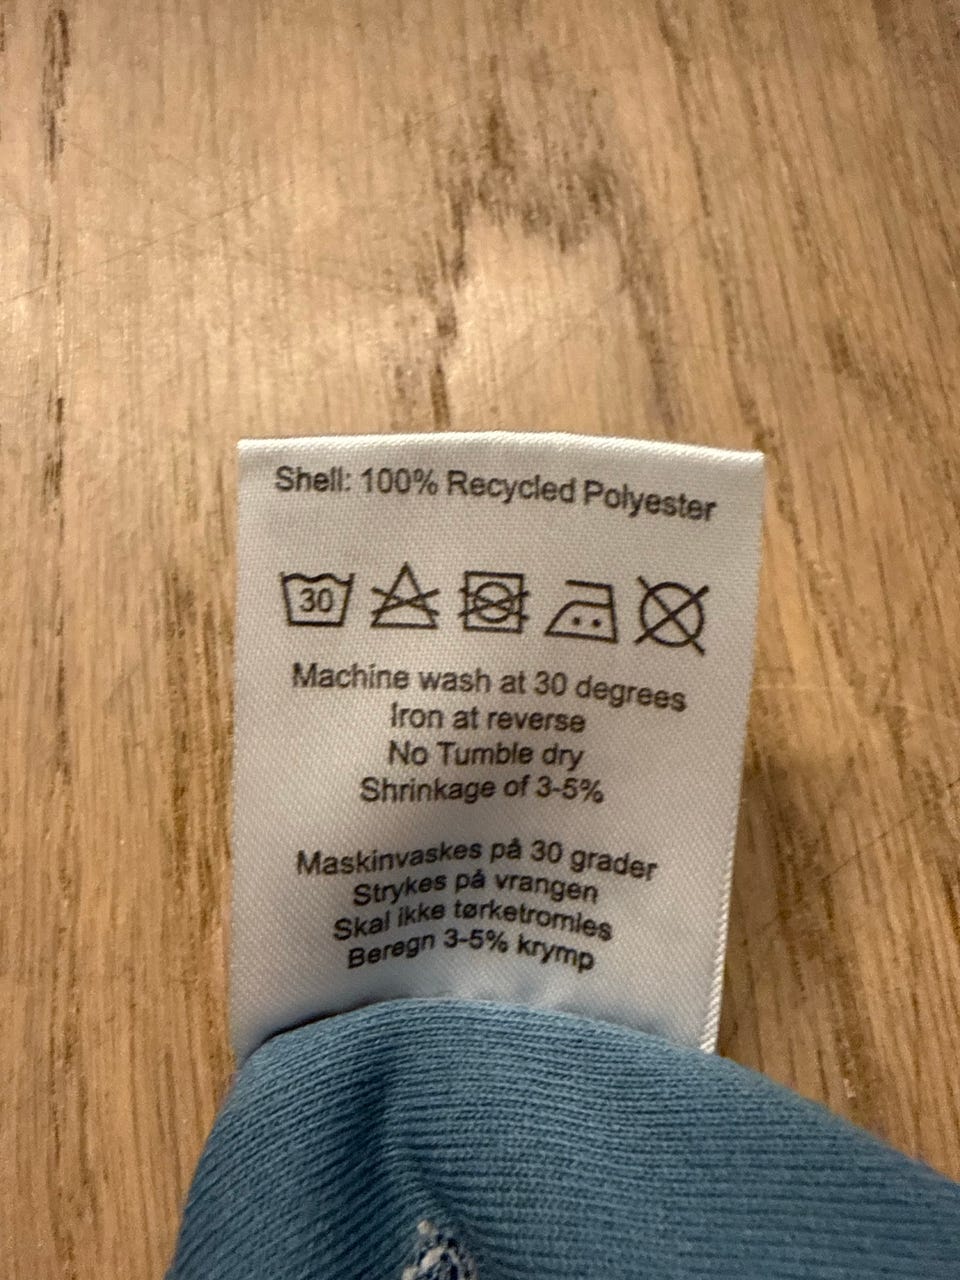 Shell: 100% Recycled Polyester
30
Machine wash at 30 degrees
Iron at reverse
No Tumble dry
Shrinkage of 3-5%
Maskinvaskes på 30 grader
Strykes på vrangen
Skal ikke tørketromles
Beregn 3-5% krymp